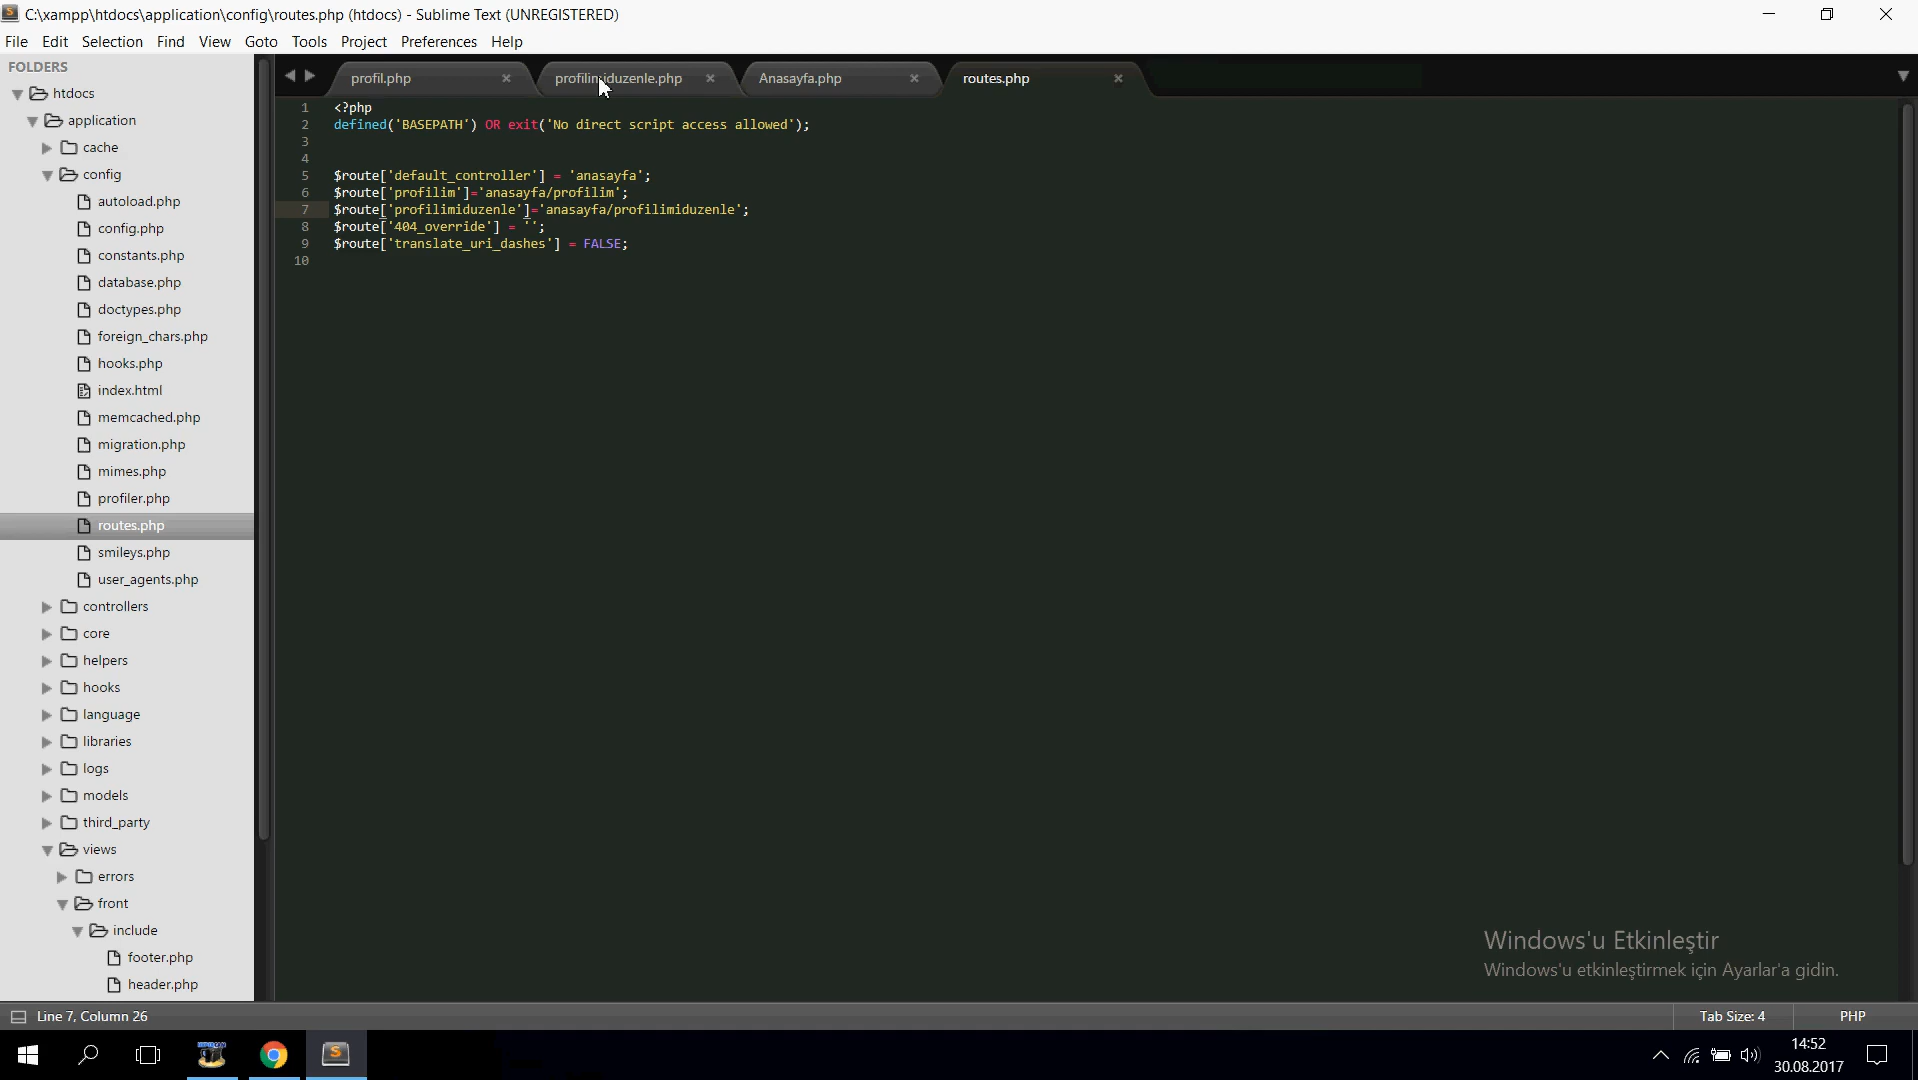 C:\xampp\htdocs\application\config\routes.php (htdocs) - Sublime Text (UNREGISTERED)
File Edit Selection Find View Goto Tools Project Preferences Help
FOLDERS
htdocs
application
cache
config
autoload.php
config.php
constants.php
database.php
doctypes.php
foreign_chars.php
hooks.php
index.html
memcached.php
migration.php
mimes.php
profiler.php
routes.php
smileys.php
user_agents.php
controllers
core
helpers
hooks
language
libraries
logs
models
third_party
views
errors
front
include
footer.php
header.php
profil.php profilimiduzenle.php Anasayfa.php routes.php
1 <?php
2 defined('BASEPATH') OR exit('No direct script access allowed');
3
4
5 $route['default_controller'] = 'anasayfa';
6 $route['profilim']='anasayfa/profilim';
7 $route['profilimiduzenle']='anasayfa/profilimiduzenle';
8 $route['404_override'] = '';
9 $route['translate_uri_dashes'] = FALSE;
10
Windows'u Etkinleştir
Windows'u etkinleştirmek için Ayarlar'a gidin.
Line 7, Column 26 Tab Size: 4 PHP
14:52
30.08.2017